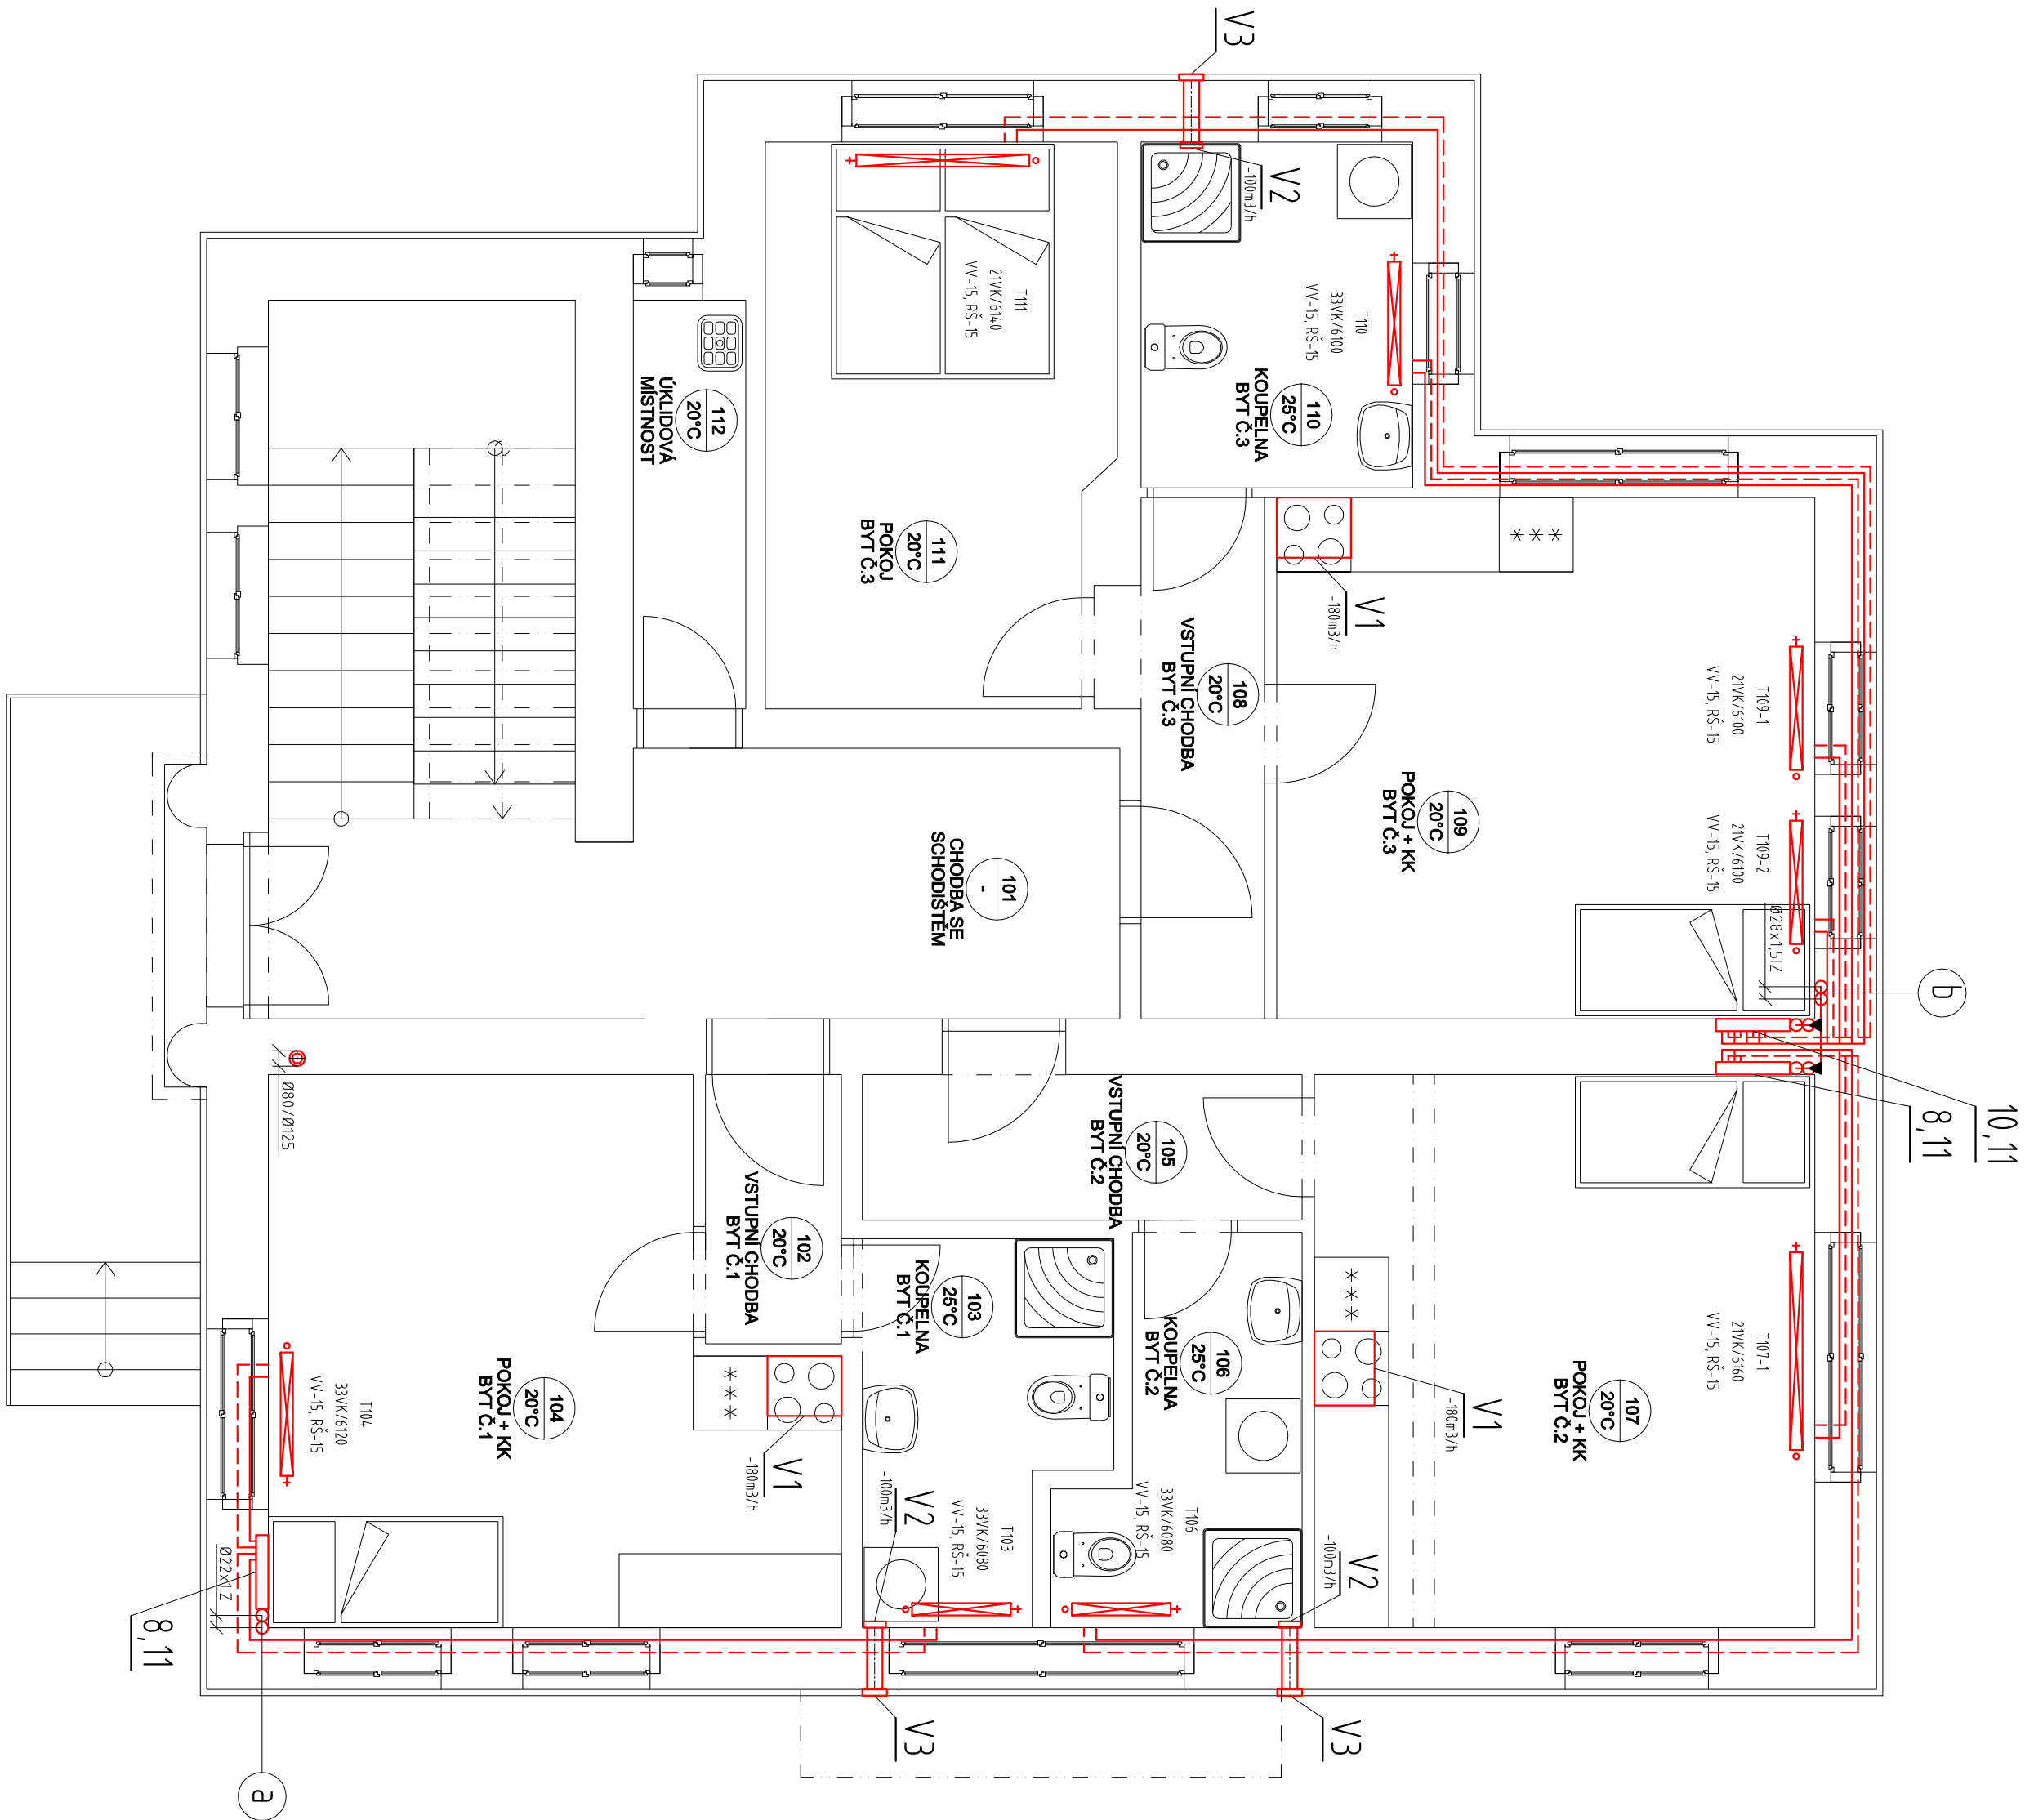 V3
V2
-100m3/h
T110
33VK/6100
VV-15, RŠ-15
110
25°C
KOUPELNA
BYT Č.3
T111
21VK/6140
VV-15, RŠ-15
112
20°C
ÚKLIDOVÁ
MÍSTNOST
111
20°C
POKOJ
BYT Č.3
V1
-180m3/h
108
20°C
VSTUPNÍ CHODBA
BYT Č.3
T109-1
21VK/6100
VV-15, RŠ-15
109
20°C
POKOJ + KK
BYT Č.3
T109-2
21VK/6100
VV-15, RŠ-15
Ø28x1,5IZ
b
101
-
CHODBA SE
SCHODIŠTĚM
10,11
8,11
Ø80/Ø125
105
20°C
VSTUPNÍ CHODBA
BYT Č.2
102
20°C
VSTUPNÍ CHODBA
BYT Č.1
103
25°C
KOUPELNA
BYT Č.1
106
25°C
KOUPELNA
BYT Č.2
T107-1
21VK/6160
VV-15, RŠ-15
107
20°C
POKOJ + KK
BYT Č.2
V1
-180m3/h
104
20°C
POKOJ + KK
BYT Č.1
T104
33VK/6120
VV-15, RŠ-15
V1
-180m3/h
V2
-100m3/h
T103
33VK/6080
VV-15, RŠ-15
T106
33VK/6080
VV-15, RŠ-15
V2
-100m3/h
Ø22x1IZ
8,11
V3
V3
a